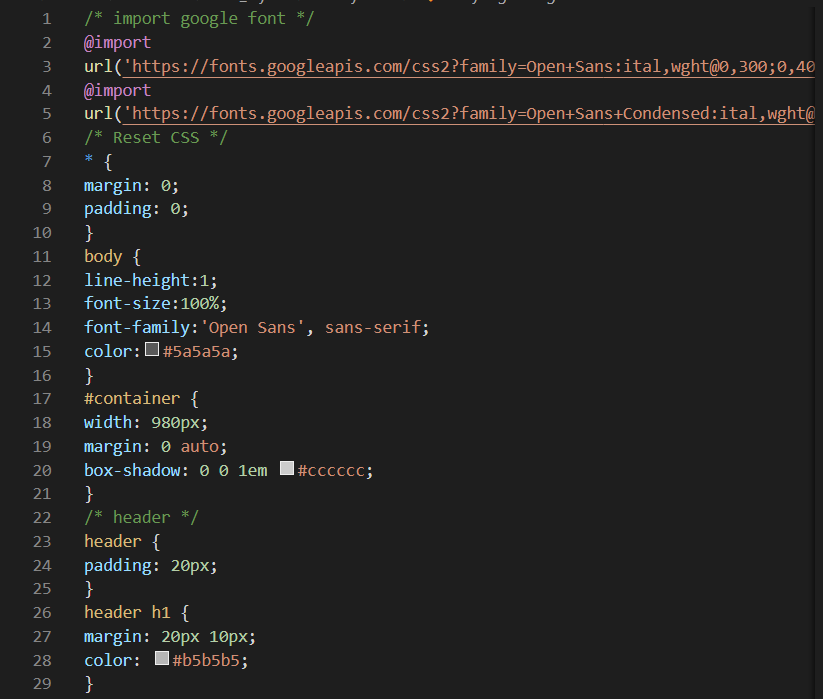 1 /* import google font */
2 @import
3 url('https://fonts.googleapis.com/css2?family=Open+Sans:ital,wght@0,300;0,40
4 @import
5 url('https://fonts.googleapis.com/css2?family=Open+Sans+Condensed:ital,wght@
6 /* Reset CSS */
7 * {
8 margin: 0;
9 padding: 0;
10 }
11 body {
12 line-height:1;
13 font-size:100%;
14 font-family:'Open Sans', sans-serif;
15 color:#5a5a5a;
16 }
17 #container {
18 width: 980px;
19 margin: 0 auto;
20 box-shadow: 0 0 1em #cccccc;
21 }
22 /* header */
23 header {
24 padding: 20px;
25 }
26 header h1 {
27 margin: 20px 10px;
28 color: #b5b5b5;
29 }